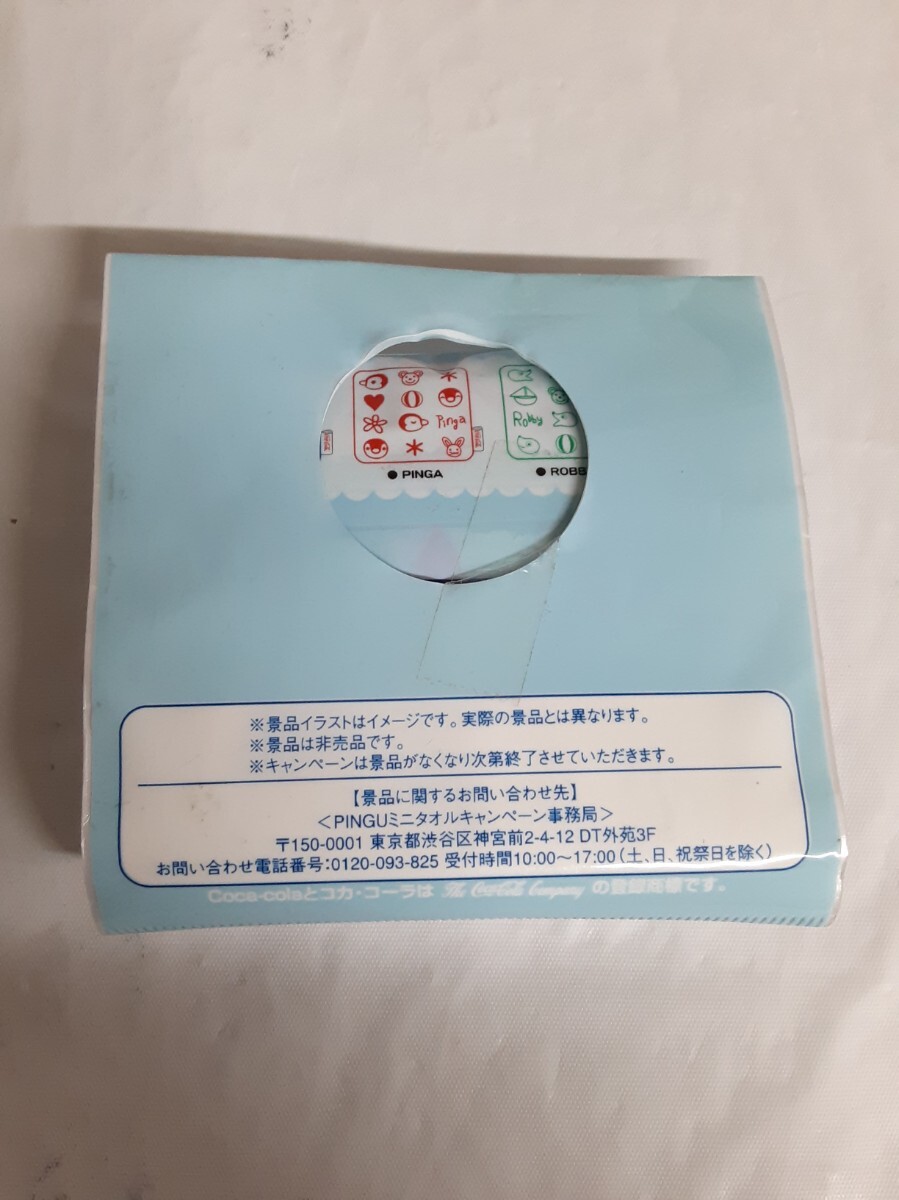 Pinga
Robby
● PINGA
● ROBB
※景品イラストはイメージです。実際の景品とは異なります。
※景品は非売品です。
※キャンペーンは景品がなくなり次第終了させていただきます。
【景品に関するお問い合わせ先】
＜PINGUミニタオルキャンペーン事務局＞
〒150-0001 東京都渋谷区神宮前2-4-12 DT外苑3F
お問い合わせ電話番号:0120-093-825 受付時間10:00〜17:00(土、日、祝祭日を除く)
Coca-colaとコカ・コーラは The Coca-Cola Company の登録商標です。